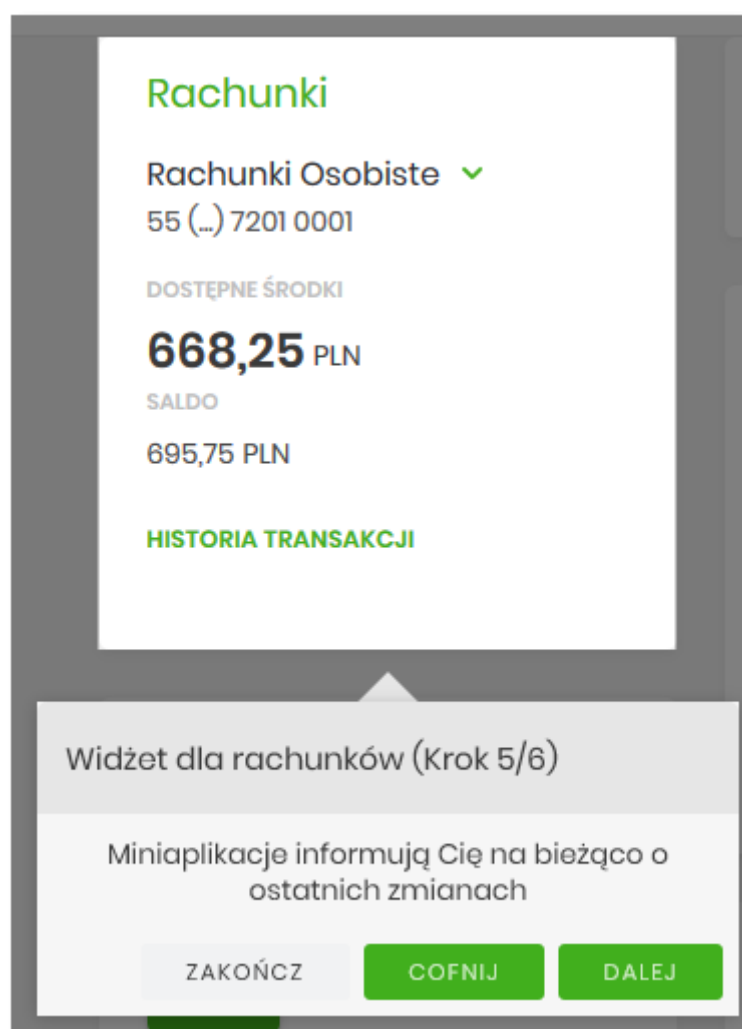 Rachunki
Rachunki Osobiste
55 (...) 7201 0001
DOSTĘPNE ŚRODKI
668,25 PLN
SALDO
695,75 PLN
HISTORIA TRANSAKCJI
Widżet dla rachunków (Krok 5/6)
Miniaplikacje informują Cię na bieżąco o
ostatnich zmianach
ZAKOŃCZ COFNIJ DALEJ